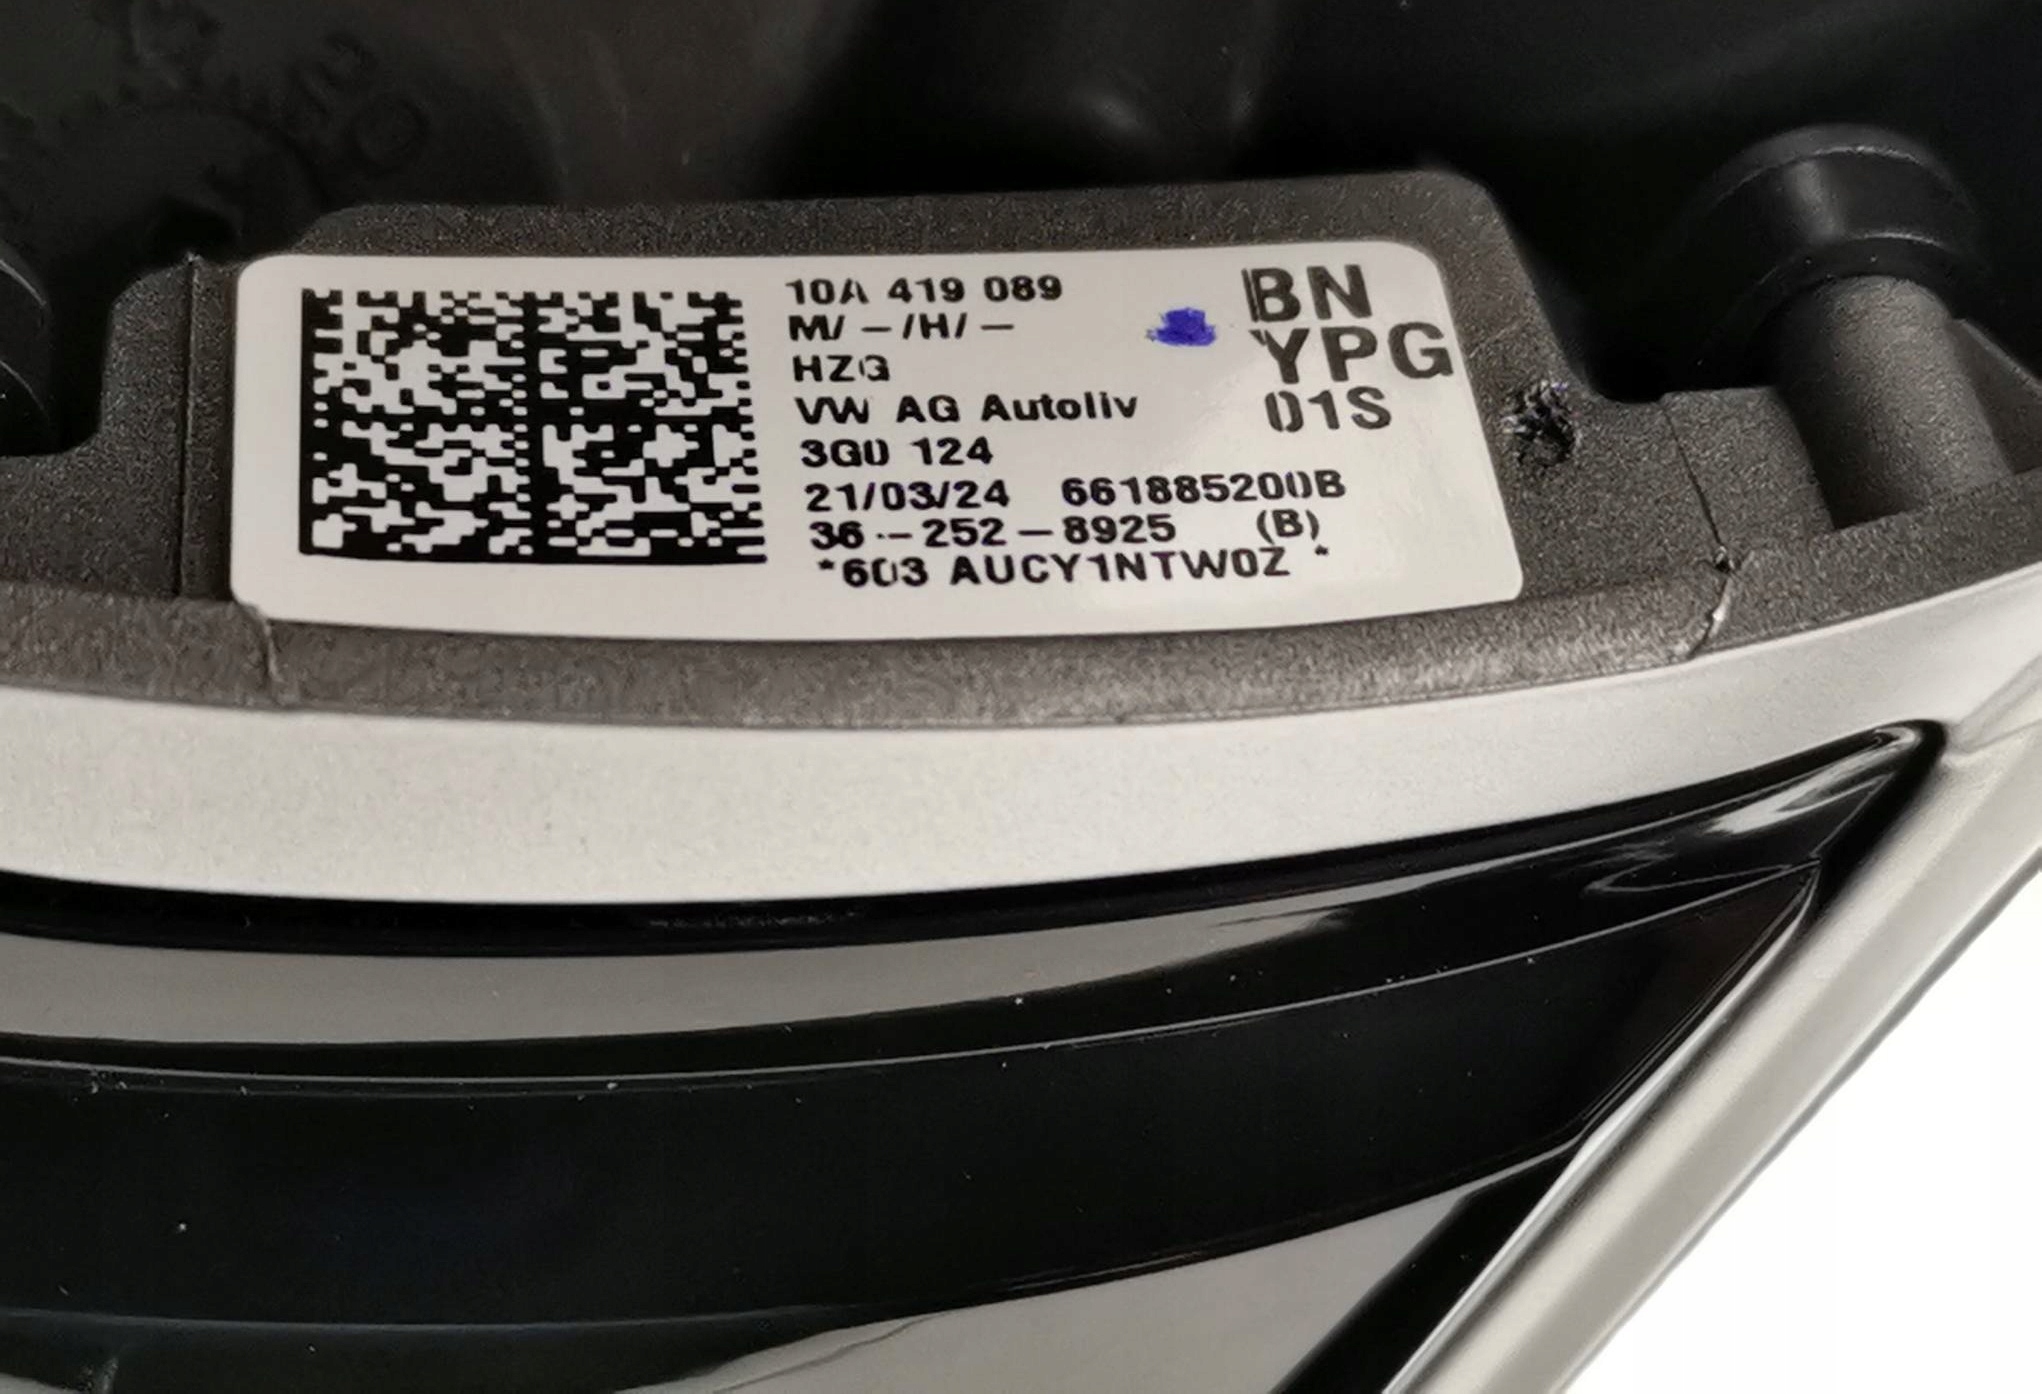 10A 419 089
M/ – /H/ –
HZG
VW AG Autoliv
3G0 124
21/03/24 661885200B
36 -– 252 – 8925 (B)
*603 AUCY1NTW0Z *
BN
YPG
01S